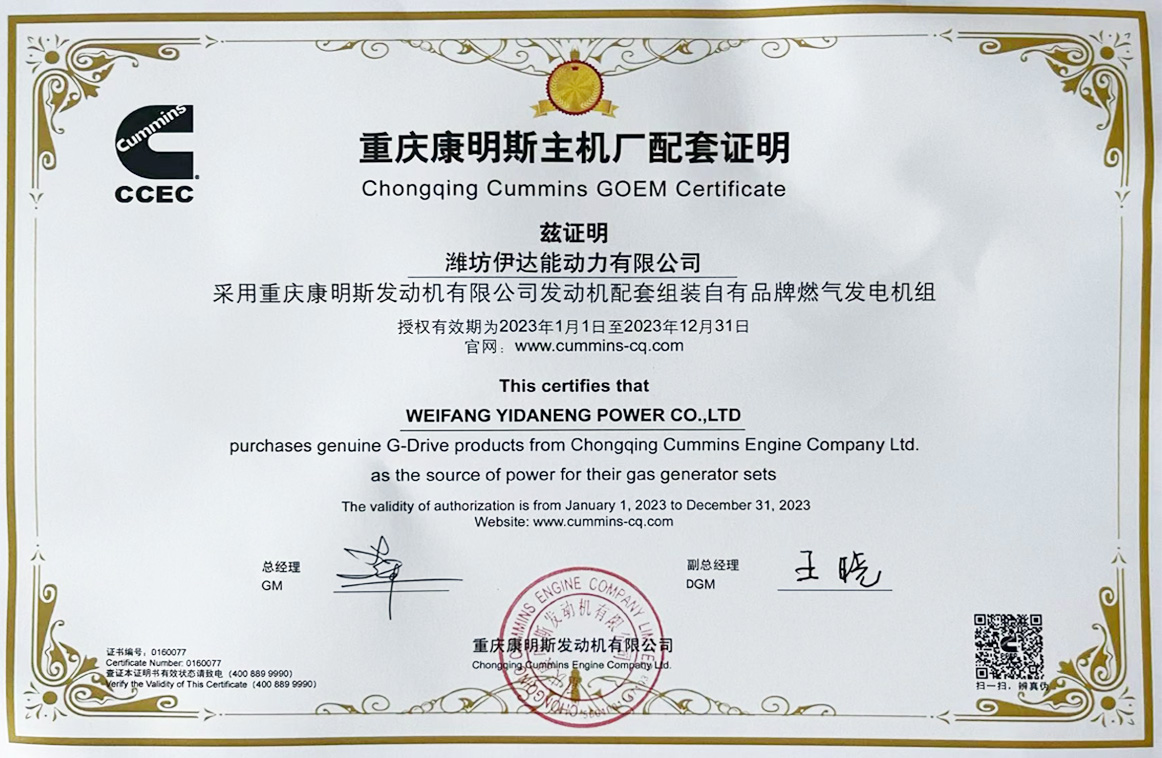 Cummins
CCEC
重庆康明斯主机厂配套证明
Chongqing Cummins GOEM Certificate
兹证明
潍坊伊达能动力有限公司
采用重庆康明斯发动机有限公司发动机配套组装自有品牌燃气发电机组
授权有效期为2023年1月1日至2023年12月31日
官网：www.cummins-cq.com
This certifies that
WEIFANG YIDANENG POWER CO.,LTD
purchases genuine G-Drive products from Chongqing Cummins Engine Company Ltd.
as the source of power for their gas generator sets
The validity of authorization is from January 1, 2023 to December 31, 2023
Website: www.cummins-cq.com
总经理
GM
副总经理
DGM
王晓
重庆康明斯发动机有限公司
Chongqing Cummins Engine Company Ltd.
CHONGQING CUMMINS ENGINE COMPANY
证书编号：0160077
Certificate Number: 0160077
查证本证明书有效状态请致电（400 889 9990）
Verify the Validity of This Certificate（400 889 9990）
扫一扫，辨真伪